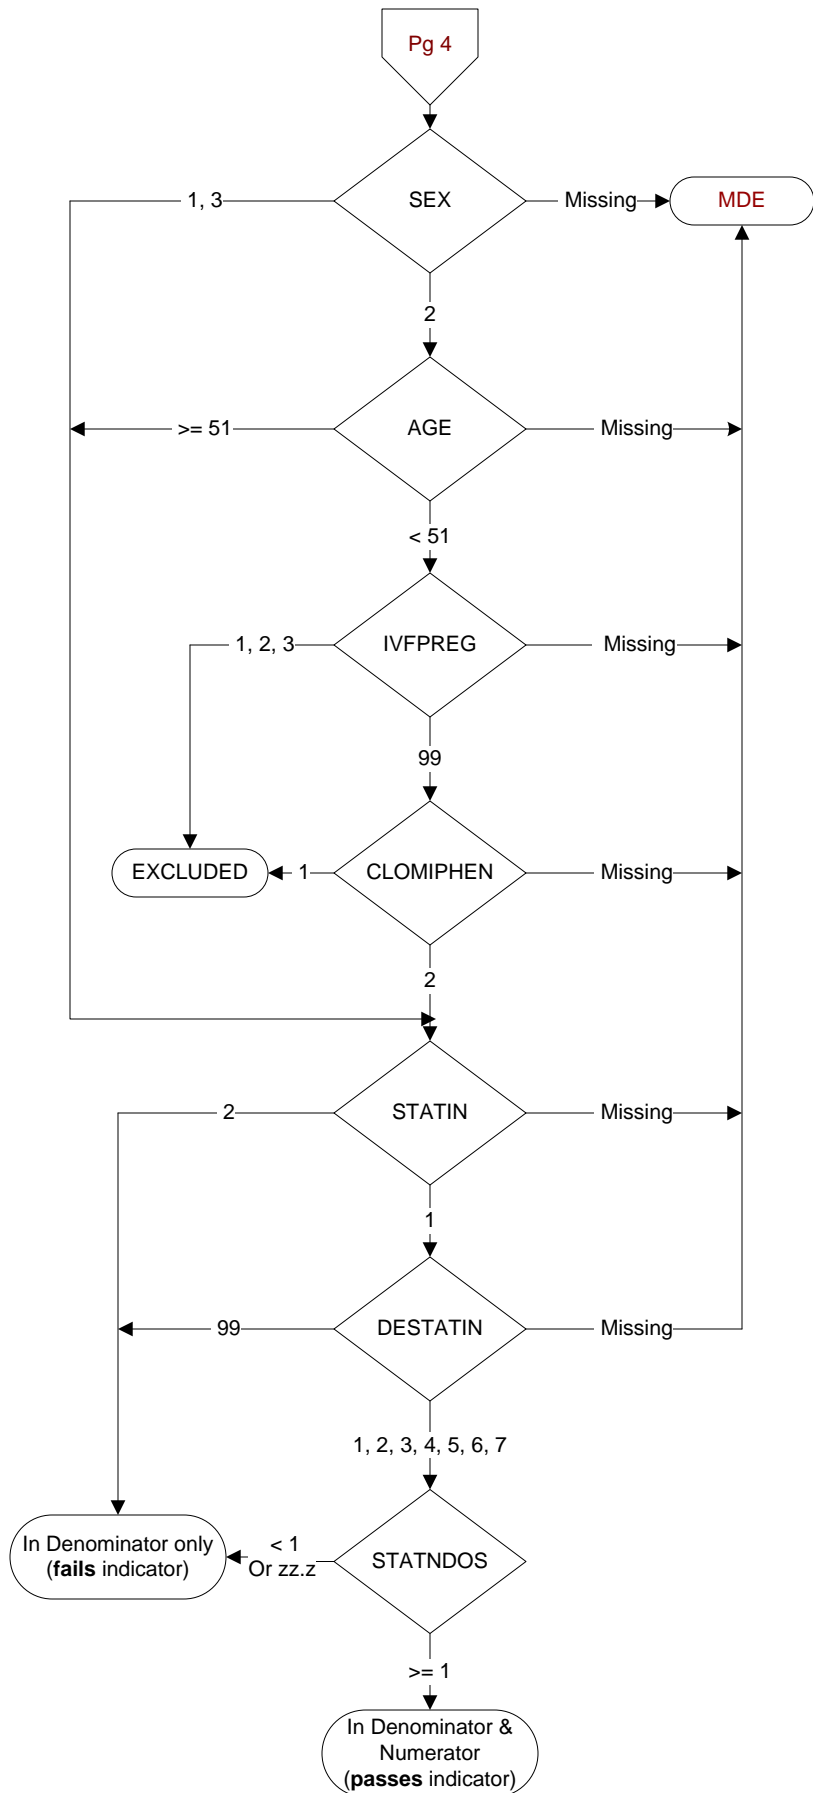 Pg 4
1, 3
SEX
Missing
MDE
2
>= 51
AGE
Missing
< 51
1, 2, 3
IVFPREG
Missing
99
EXCLUDED
1
CLOMIPHEN
Missing
2
2
STATIN
Missing
1
99
DESTATIN
Missing
1, 2, 3, 4, 5, 6, 7
In Denominator only
(fails indicator)
< 1
Or zz.z
STATNDOS
>= 1
In Denominator &
Numerator
(passes indicator)